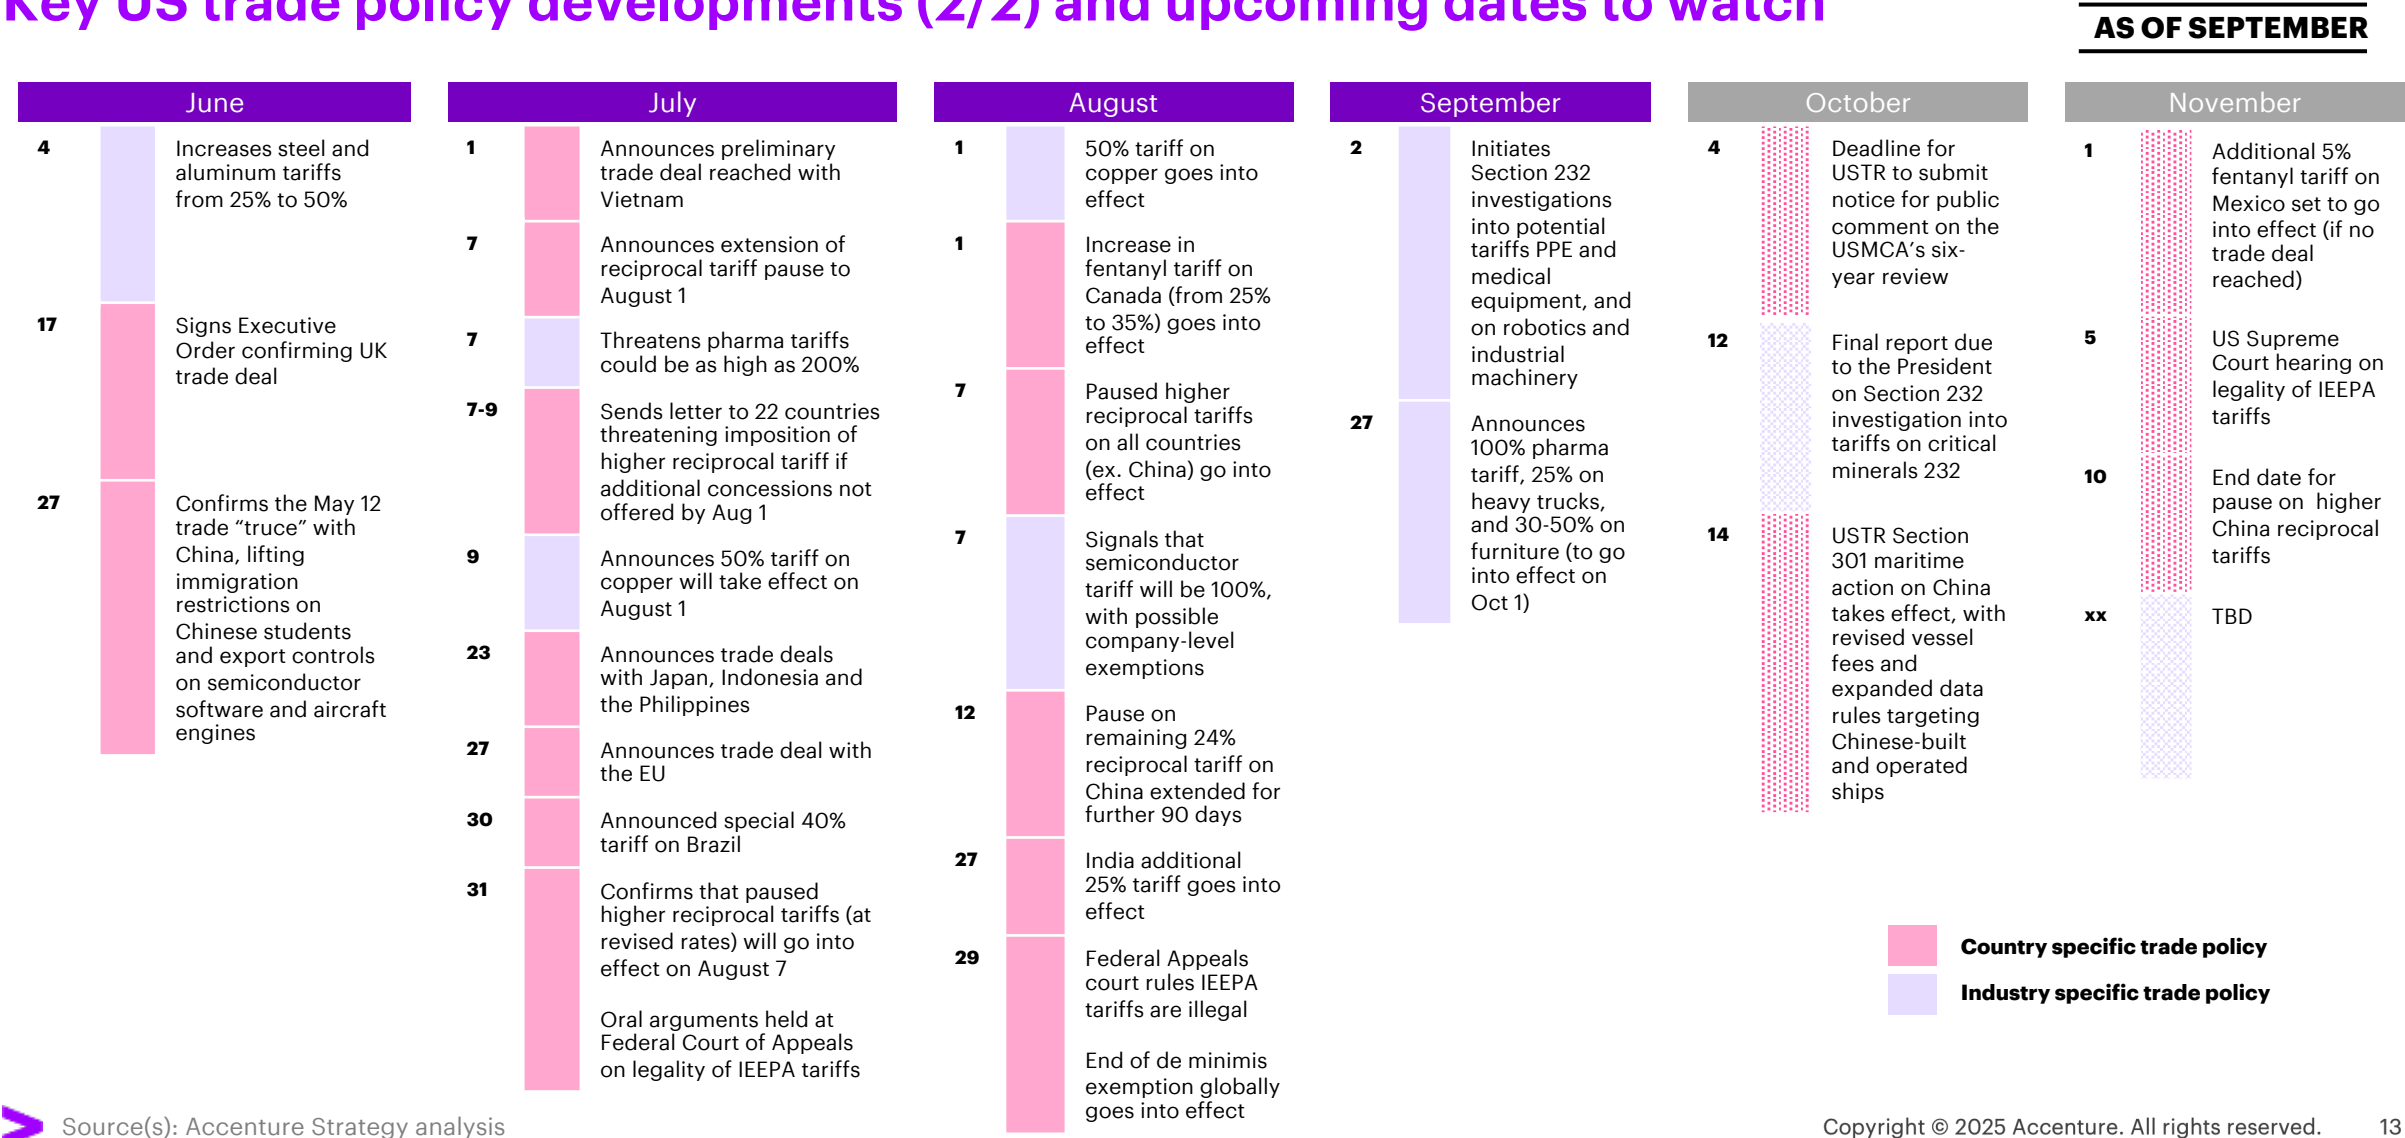 Key US trade policy developments (2/2) and upcoming dates to watch
AS OF SEPTEMBER
June
4
Increases steel and
aluminum tariffs
from 25% to 50%
17
Signs Executive
Order confirming UK
trade deal
27
Confirms the May 12
trade “truce” with
China, lifting
immigration
restrictions on
Chinese students
and export controls
on semiconductor
software and aircraft
engines
July
1
Announces preliminary
trade deal reached with
Vietnam
7
Announces extension of
reciprocal tariff pause to
August 1
7
Threatens pharma tariffs
could be as high as 200%
7-9
Sends letter to 22 countries
threatening imposition of
higher reciprocal tariff if
additional concessions not
offered by Aug 1
9
Announces 50% tariff on
copper will take effect on
August 1
23
Announces trade deals
with Japan, Indonesia and
the Philippines
27
Announces trade deal with
the EU
30
Announced special 40%
tariff on Brazil
31
Confirms that paused
higher reciprocal tariffs (at
revised rates) will go into
effect on August 7
Oral arguments held at
Federal Court of Appeals
on legality of IEEPA tariffs
August
1
50% tariff on
copper goes into
effect
1
Increase in
fentanyl tariff on
Canada (from 25%
to 35%) goes into
effect
7
Paused higher
reciprocal tariffs
on all countries
(ex. China) go into
effect
7
Signals that
semiconductor
tariff will be 100%,
with possible
company-level
exemptions
12
Pause on
remaining 24%
reciprocal tariff on
China extended for
further 90 days
27
India additional
25% tariff goes into
effect
29
Federal Appeals
court rules IEEPA
tariffs are illegal
End of de minimis
exemption globally
goes into effect
September
2
Initiates
Section 232
investigations
into potential
tariffs PPE and
medical
equipment, and
on robotics and
industrial
machinery
27
Announces
100% pharma
tariff, 25% on
heavy trucks,
and 30-50% on
furniture (to go
into effect on
Oct 1)
October
4
Deadline for
USTR to submit
notice for public
comment on the
USMCA’s six-
year review
12
Final report due
to the President
on Section 232
investigation into
tariffs on critical
minerals 232
14
USTR Section
301 maritime
action on China
takes effect, with
revised vessel
fees and
expanded data
rules targeting
Chinese-built
and operated
ships
November
1
Additional 5%
fentanyl tariff on
Mexico set to go
into effect (if no
trade deal
reached)
5
US Supreme
Court hearing on
legality of IEEPA
tariffs
10
End date for
pause on higher
China reciprocal
tariffs
xx
TBD
Country specific trade policy
Industry specific trade policy
Source(s): Accenture Strategy analysis
Copyright © 2025 Accenture. All rights reserved.
13